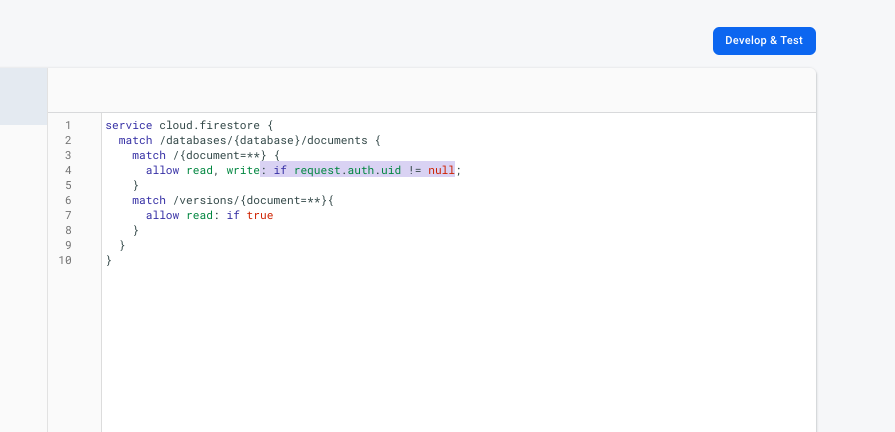 Develop & Test
1 service cloud.firestore {
2 match /databases/{database}/documents {
3 match /{document=**} {
4 allow read, write: if request.auth.uid != null;
5 }
6 match /versions/{document=**}{
7 allow read: if true
8 }
9 }
10 }